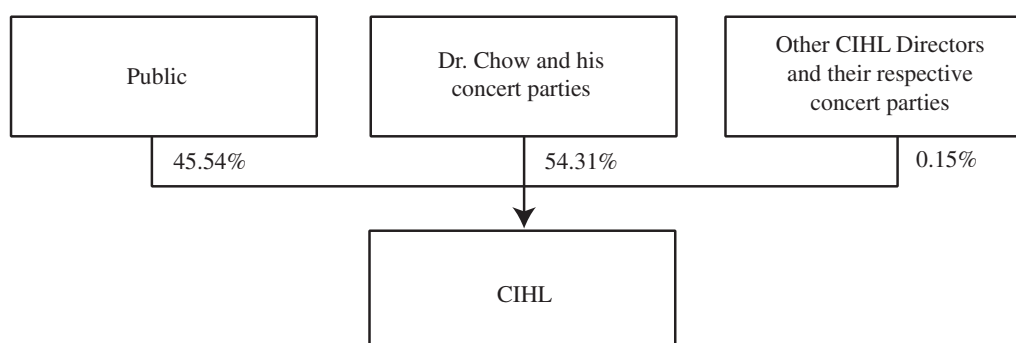 Public
Dr. Chow and his
concert parties
Other CIHL Directors
and their respective
concert parties
45.54%
54.31%
0.15%
CIHL